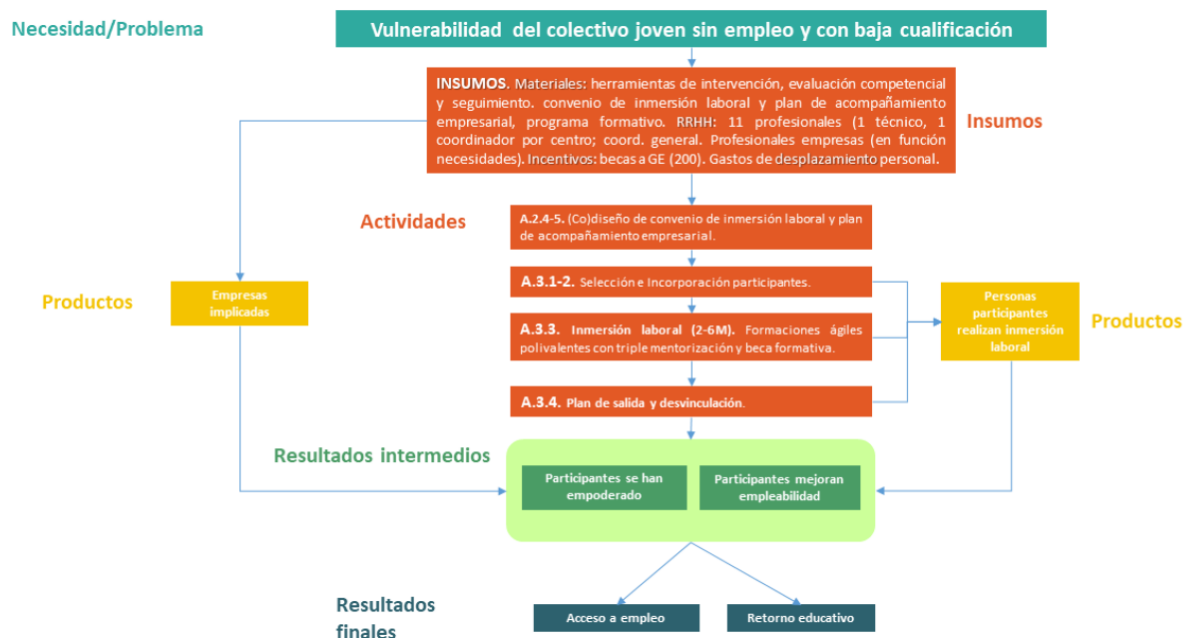 Necesidad/Problema
Vulnerabilidad del colectivo joven sin empleo y con baja cualificación
INSUMOS. Materiales: herramientas de intervención, evaluación competencial
y seguimiento. convenio de inmersión laboral y plan de acompañamiento
empresarial, programa formativo. RRHH: 11 profesionales (1 técnico, 1
coordinador por centro; coord. general. Profesionales empresas (en función
necesidades). Incentivos: becas a GE (200). Gastos de desplazamiento personal.
Insumos
Actividades
A.2.4-5. (Co)diseño de convenio de inmersión laboral y plan
de acompañamiento empresarial.
A.3.1-2. Selección e Incorporación participantes.
Productos
Empresas
implicadas
A.3.3. Inmersión laboral (2-6M). Formaciones ágiles
polivalentes con triple mentorización y beca formativa.
Personas
participantes
realizan inmersión
laboral
Productos
A.3.4. Plan de salida y desvinculación.
Resultados intermedios
Participantes se han
empoderado
Participantes mejoran
empleabilidad
Resultados
finales
Acceso a empleo
Retorno educativo